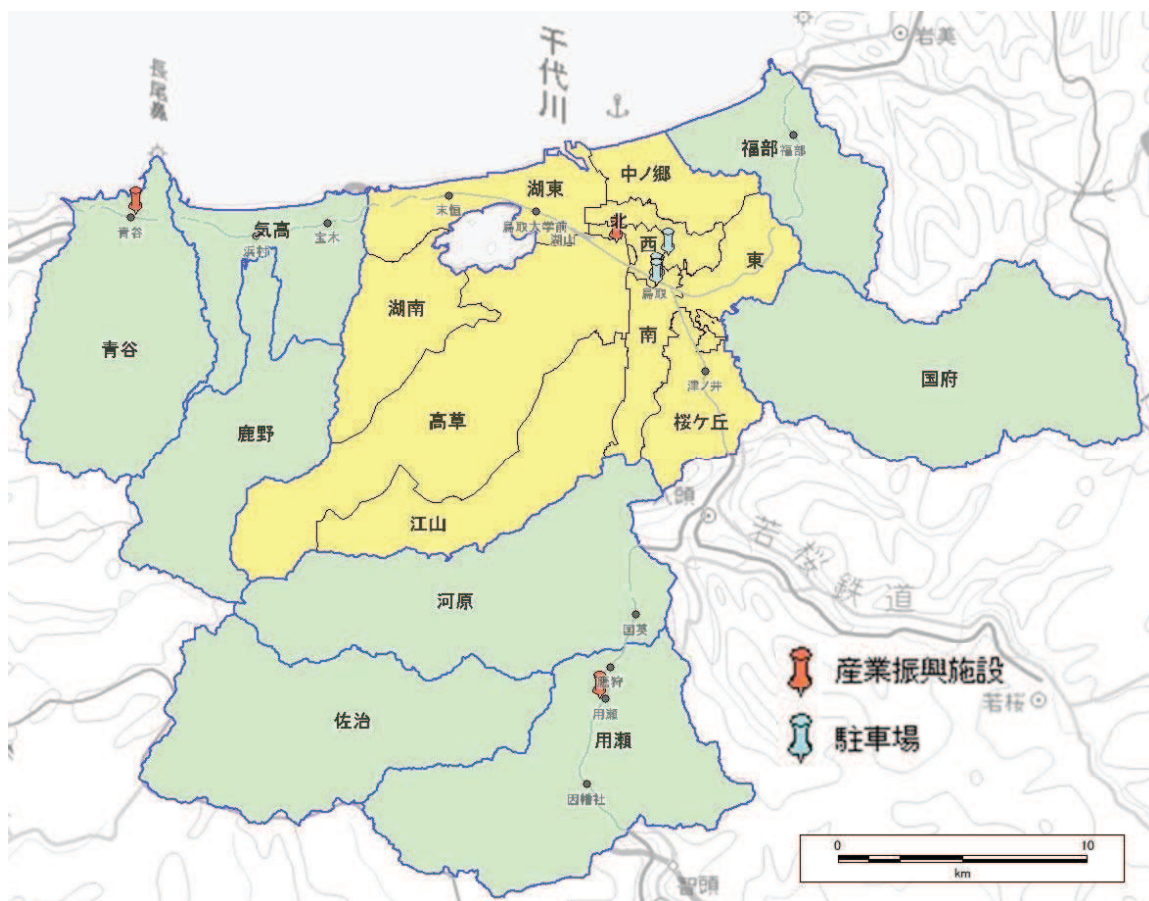 岩美
千代川
長尾鼻
福部
福部
中ノ郷
湖東
末恒
鳥取大学前
湖山
北
西
東
青谷
気高
宝木
浜村
鳥取
湖南
南
青谷
国府
津ノ井
高草
桜ケ丘
鹿野
八頭
江山
若桜鉄道
河原
国英
産業振興施設
鷹狩
若桜
用瀬
佐治
用瀬
駐車場
因幡社
0
10
km
智頭